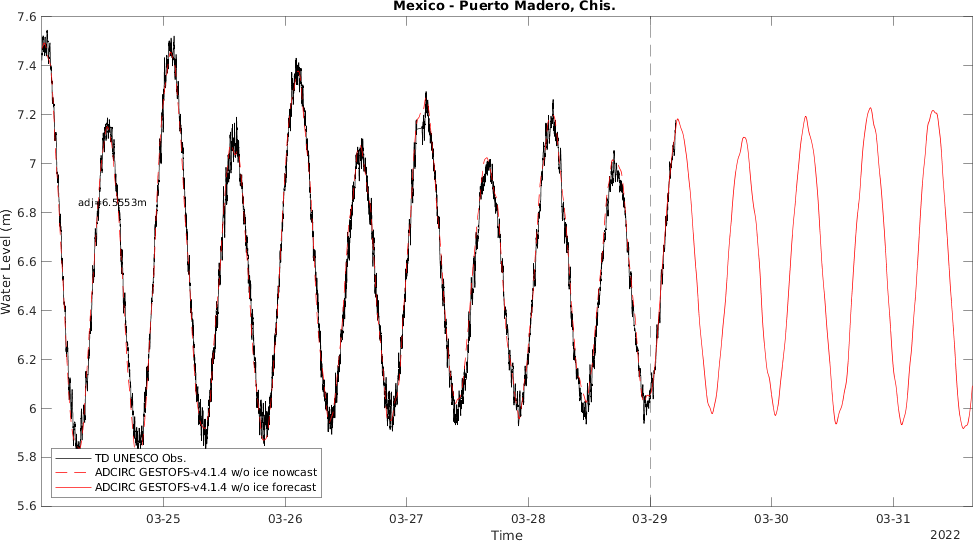 Mexico - Puerto Madero, Chis.
7.6
7.4
7.2
7
6.8
6.6
6.4
6.2
6
5.8
5.6
Water Level (m)
adj=6.5553m
TD UNESCO Obs.
ADCIRC GESTOFS-v4.1.4 w/o ice nowcast
ADCIRC GESTOFS-v4.1.4 w/o ice forecast
03-25 03-26 03-27 03-28 03-29 03-30 03-31
Time
2022